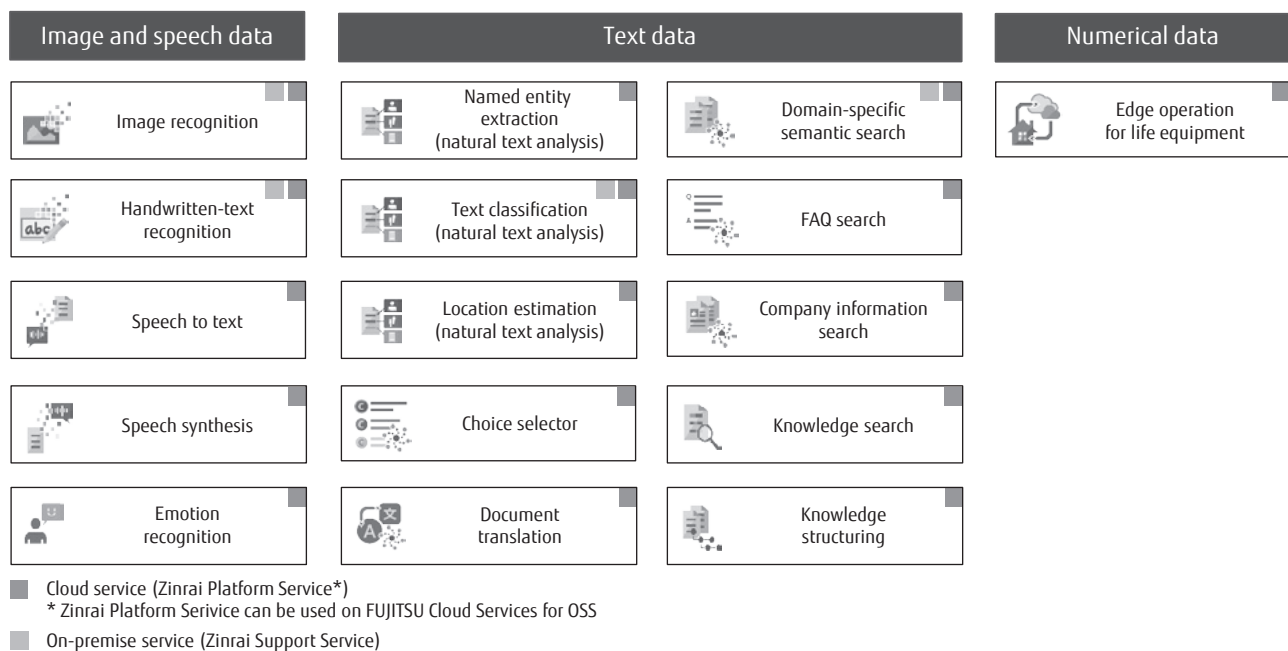 Image and speech data
Text data
Numerical data
Image recognition
Named entity
extraction
(natural text analysis)
Domain-specific
semantic search
Edge operation
for life equipment
abc
Handwritten-text
recognition
Text classification
(natural text analysis)
Q
A
FAQ search
Speech to text
Location estimation
(natural text analysis)
Company information
search
Speech synthesis
C
C
C
Choice selector
Knowledge search
Emotion
recognition
A
文
Document
translation
Knowledge
structuring
Cloud service (Zinrai Platform Service*)
* Zinrai Platform Serivice can be used on FUJITSU Cloud Services for OSS
On-premise service (Zinrai Support Service)